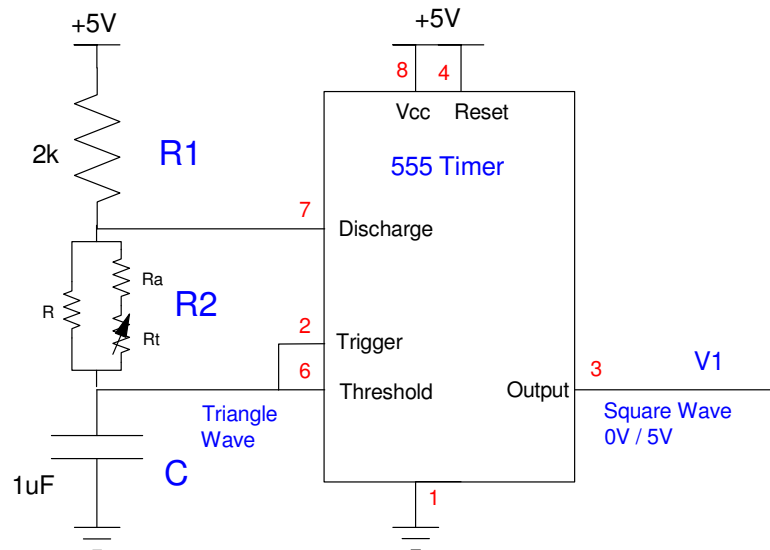 +5V
+5V
8
4
Vcc
Reset
2k
R1
555 Timer
7
Discharge
Ra
R
R2
Rt
2
Trigger
6
Threshold
Output
3
V1
Triangle
Wave
Square Wave
0V / 5V
1uF
C
1